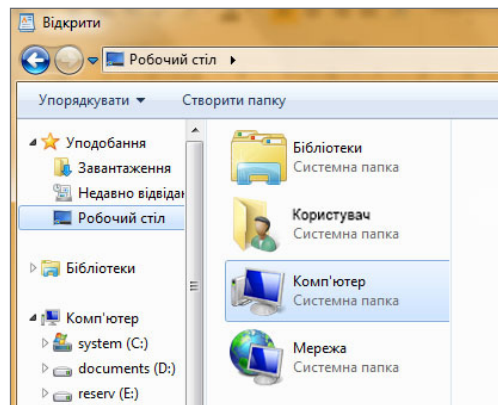 Відкрити
Робочий стіл
Упорядкувати
Створити папку
Уподобання
Завантаження
Недавно
Робочий стіл
Бібліотеки
Комп'ютер
system (C:)
documents (D:)
reserv (E:)
Бібліотеки
Системна папка
Користувач
Системна папка
Комп'ютер
Системна папка
Мережа
Системна папка